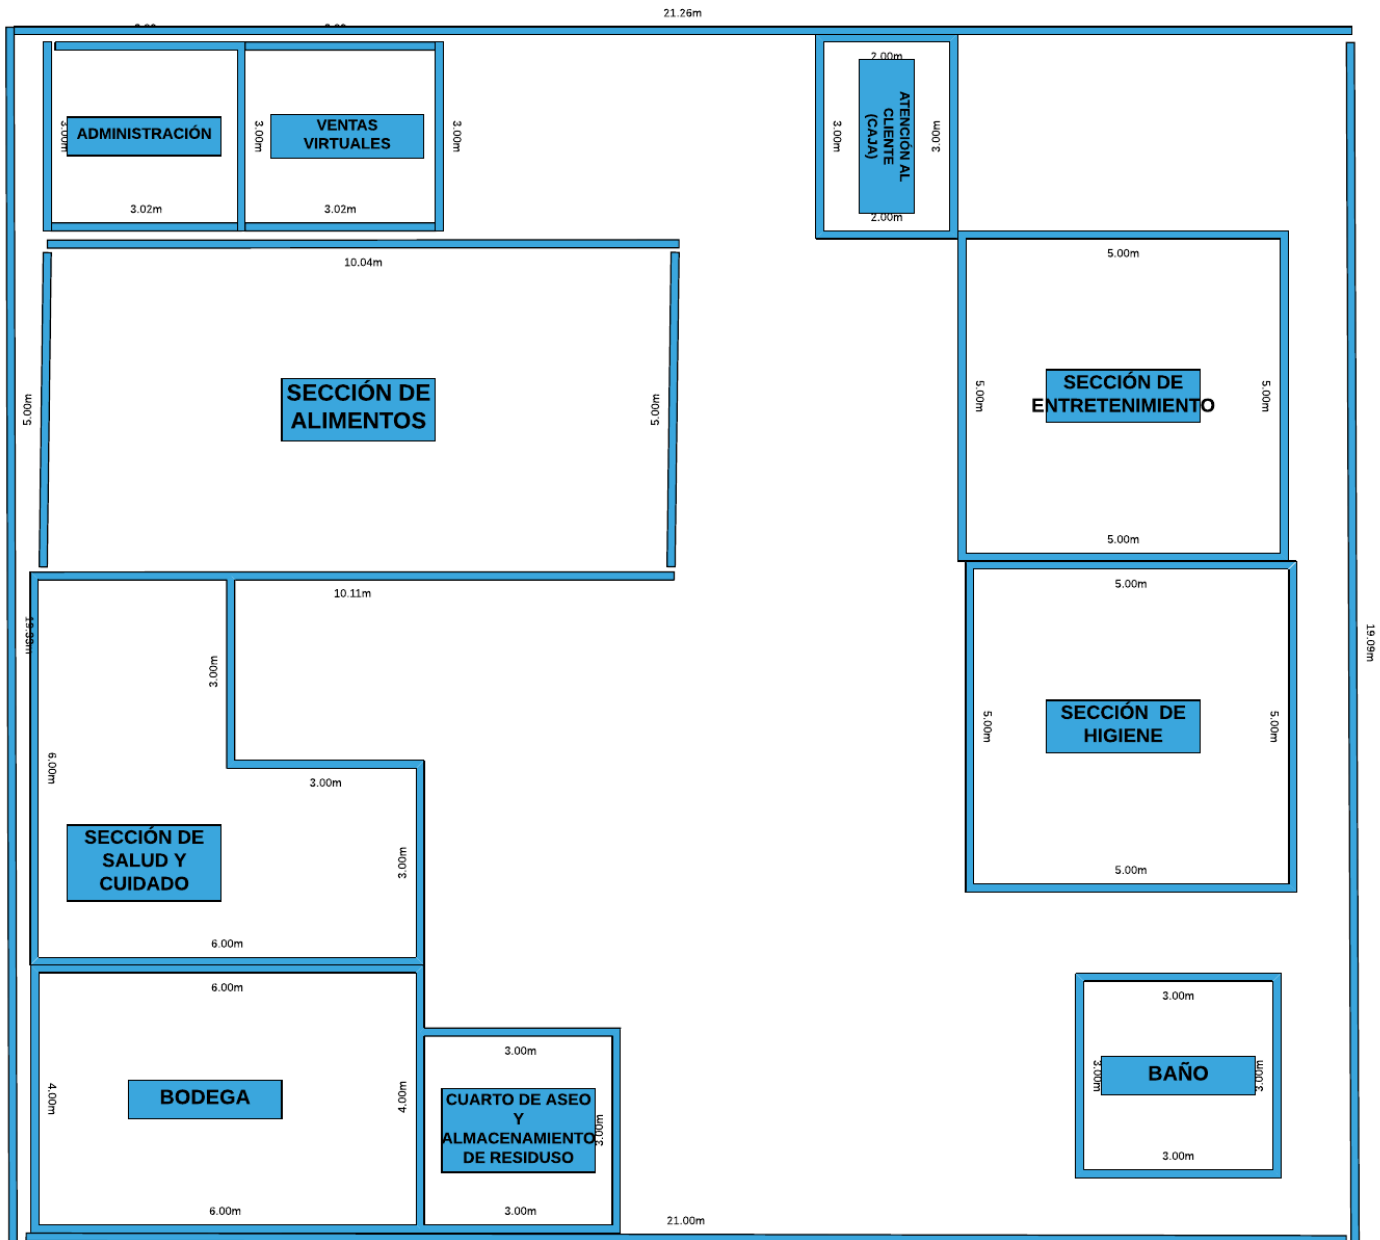 21.26m
2.00m
ADMINISTRACIÓN
3.00m
VENTAS
VIRTUALES
3.00m
3.00m
3.00m
ATENCIÓN AL
CLIENTE
(CAJA)
3.00m
3.02m
3.02m
2.00m
10.04m
5.00m
5.00m
SECCIÓN DE
ALIMENTOS
5.00m
5.00m
SECCIÓN DE
ENTRETENIMIENTO
5.00m
5.00m
10.11m
5.00m
19.09m
3.00m
6.00m
3.00m
5.00m
SECCIÓN  DE
HIGIENE
5.00m
SECCIÓN DE
SALUD Y
CUIDADO
3.00m
5.00m
6.00m
6.00m
3.00m
4.00m
BODEGA
4.00m
3.00m
CUARTO DE ASEO
Y
ALMACENAMIENTO
DE RESIDUSO
3.00m
3.00m
BAÑO
3.00m
3.00m
6.00m
3.00m
21.00m